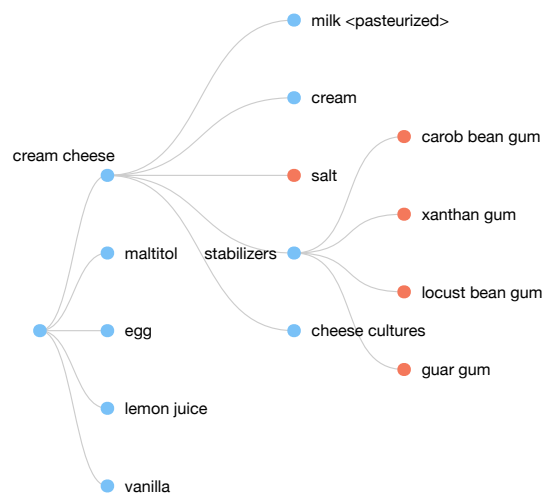 milk <pasteurized>
cream
carob bean gum
cream cheese
salt
xanthan gum
maltitol
stabilizers
locust bean gum
egg
cheese cultures
guar gum
lemon juice
vanilla